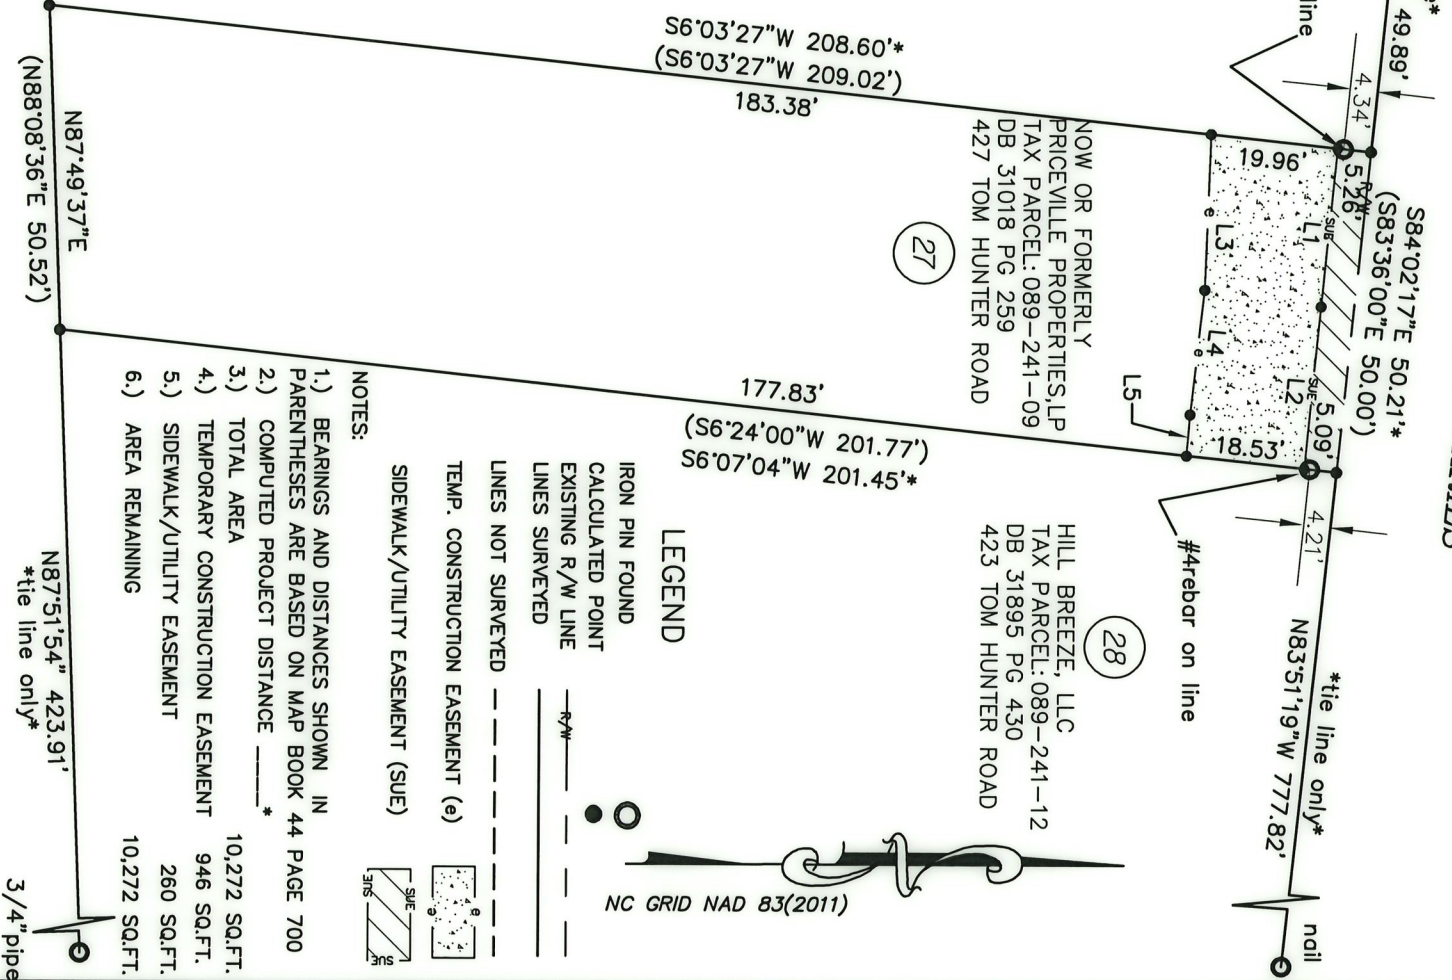 line
49.89'
4.34'
5.26'
R/W
S84°02'17"E 50.21'*
(S83°36'00"E 50.00')
S6°03'27"W 208.60'*
(S6°03'27"W 209.02')
183.38'
19.96'
L1
SUE
L2
SUE
5.09'
L3
e
L4
e
L5
18.53'
4.21'
#4rebar on line
NOW OR FORMERLY
PRICEVILLE PROPERTIES,LP
TAX PARCEL:089-241-09
DB 31018 PG 259
427 TOM HUNTER ROAD
27
N87°49'37"E
(N88°08'36"E 50.52')
177.83'
(S6°24'00"W 201.77')
S6°07'04"W 201.45'*
HILL BREEZE, LLC
TAX PARCEL:089-241-12
DB 31895 PG 430
423 TOM HUNTER ROAD
28
*tie line only*
N83°51'19"W 777.82'
nail
LEGEND
IRON PIN FOUND
CALCULATED POINT
EXISTING R/W LINE
R/W
LINES SURVEYED
LINES NOT SURVEYED
TEMP. CONSTRUCTION EASEMENT (e)
e
e
SIDEWALK/UTILITY EASEMENT (SUE)
SUE
SUE
SUE
NC GRID NAD 83(2011)
NOTES:
1.) BEARINGS AND DISTANCES SHOWN IN
PARENTHESES ARE BASED ON MAP BOOK 44 PAGE 700
2.) COMPUTED PROJECT DISTANCE ____*
3.) TOTAL AREA 10,272 SQ.FT.
4.) TEMPORARY CONSTRUCTION EASEMENT 946 SQ.FT.
5.) SIDEWALK/UTILITY EASEMENT 260 SQ.FT.
6.) AREA REMAINING 10,272 SQ.FT.
N87°51'54" 423.91'
*tie line only*
3/4"pipe